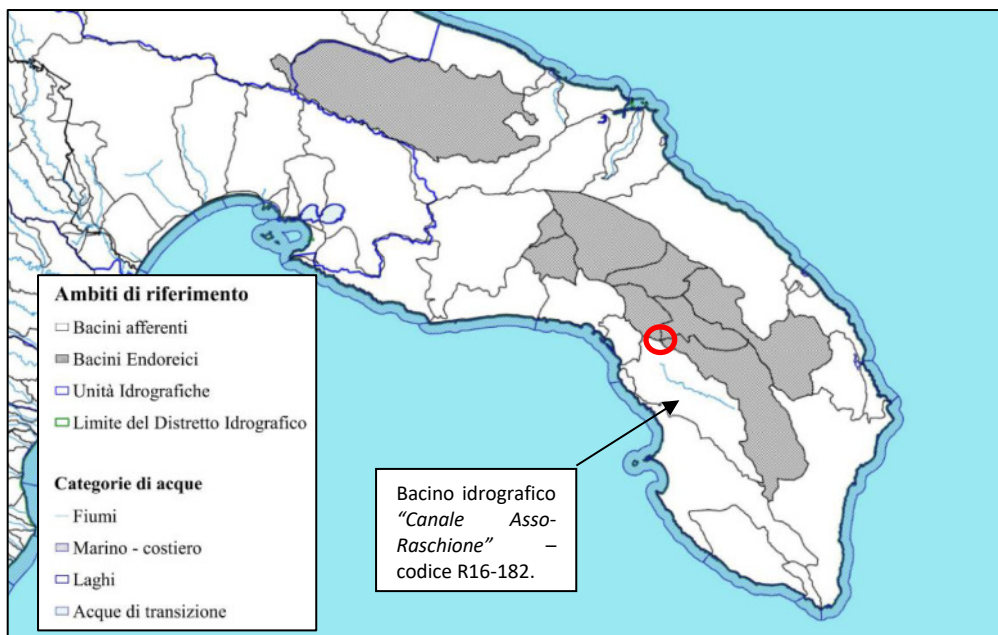 Ambiti di riferimento
Bacini afferenti
Bacini Endoreici
Unità Idrografiche
Limite del Distretto Idrografico
Categorie di acque
Fiumi
Marino - costiero
Laghi
Acque di transizione
Bacino idrografico
“Canale Asso-
Raschione” –
codice R16-182.